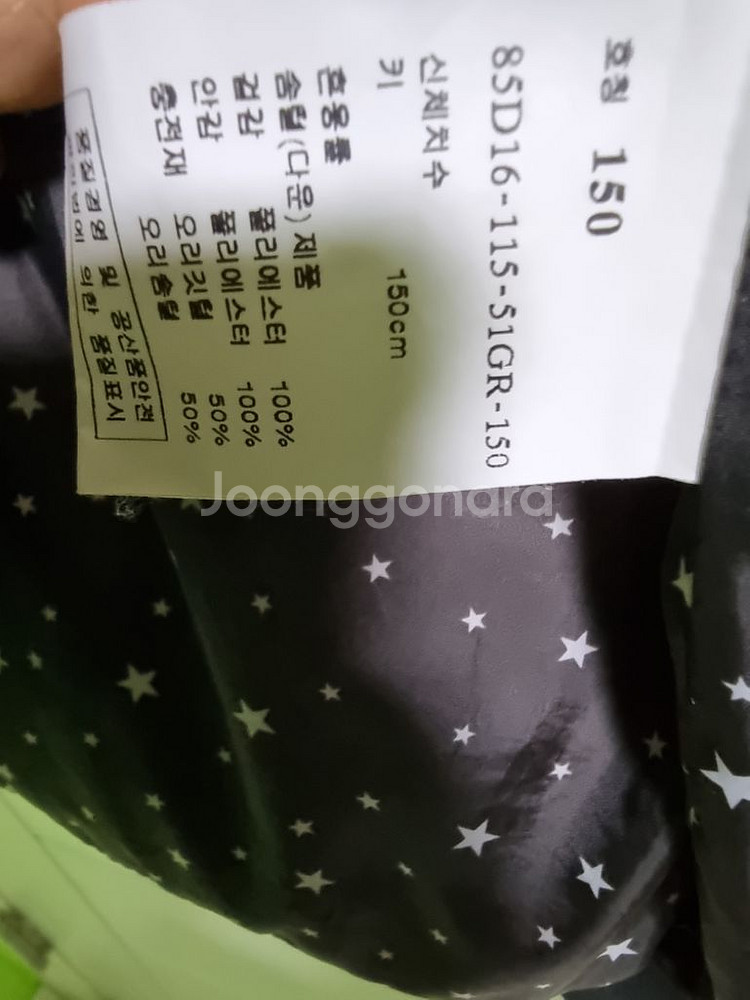 호칭 150
85D16-115-51GR-150
신체치수
키 150cm
혼용률
솜털(다운) 제품
겉감 폴리에스터 100%
안감 폴리에스터 100%
충전재 오리깃털 50%
오리솜털 50%
품질경영 및 공산품안전
에 의한 품질표시
Joonggonara